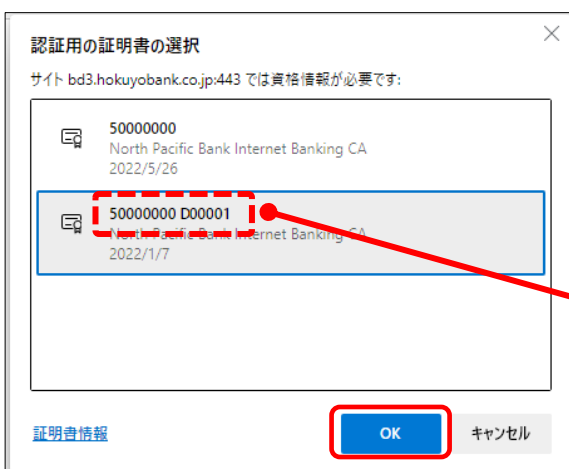 認証用の証明書の選択
サイト bd3.hokuyobank.co.jp:443 では資格情報が必要です:
50000000
North Pacific Bank Internet Banking CA
2022/5/26
50000000 D00001
North Pacific Bank Internet Banking CA
2022/1/7
証明書情報
OK
キャンセル